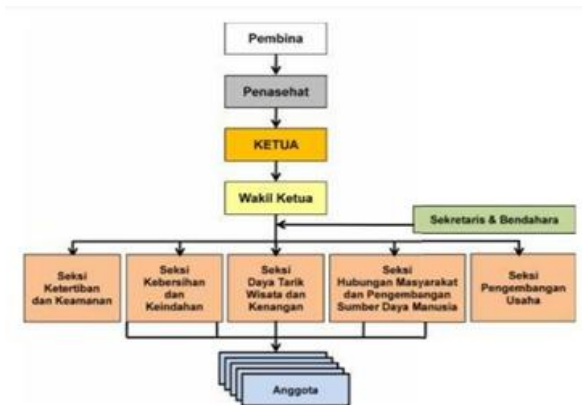 Pembina
Penasehat
KETUA
Wakil Ketua
Sekretaris & Bendahara
Seksi
Ketertiban
dan Keamanan
Seksi
Kebersihan
dan
Keindahan
Seksi
Daya Tarik
Wisata dan
Kenangan
Seksi
Hubungan Masyarakat
dan Pengembangan
Sumber Daya Manusia
Seksi
Pengembangan
Usaha
Anggota